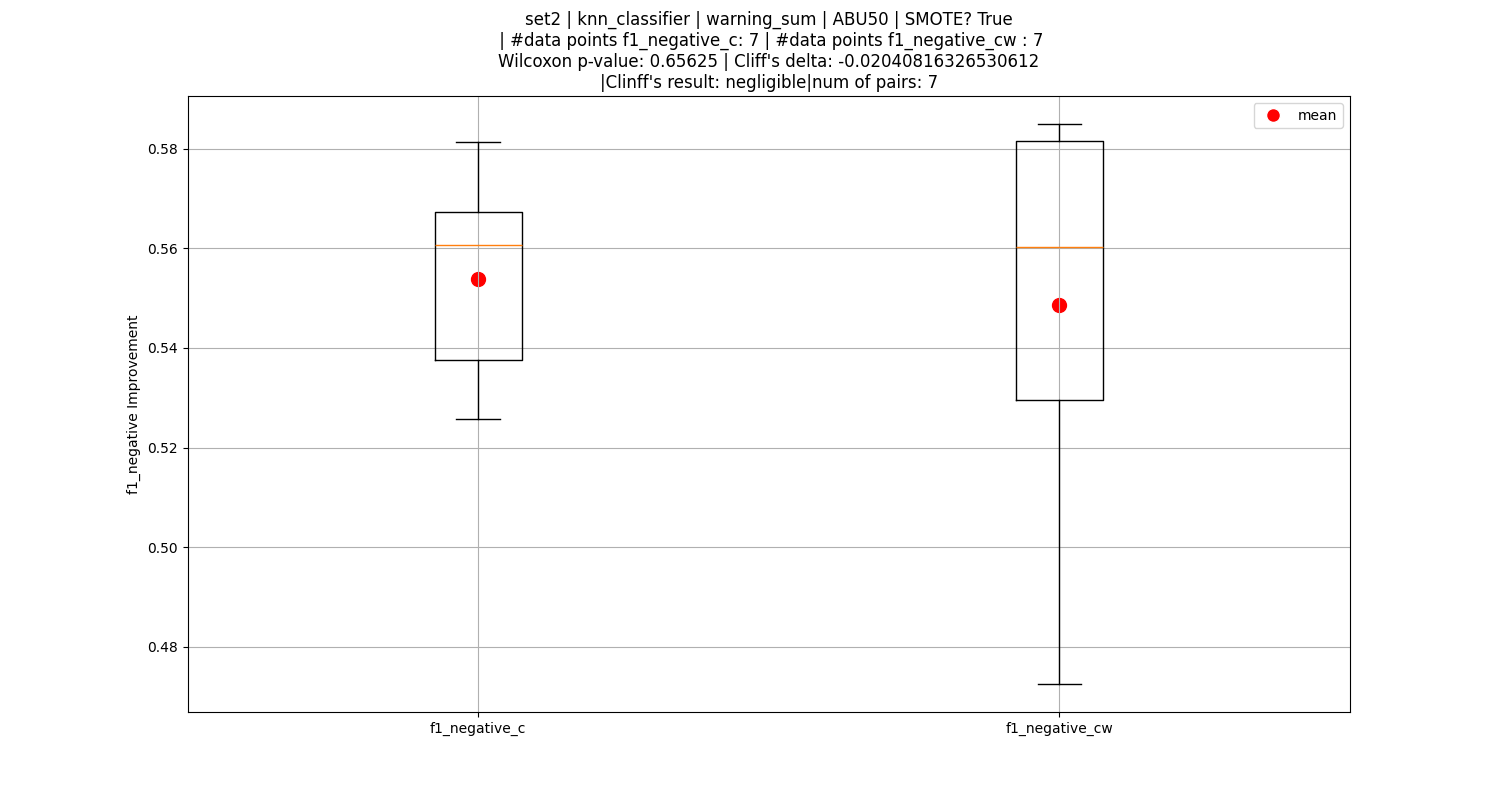 set2 | knn_classifier | warning_sum | ABU50 | SMOTE? True
| #data points f1_negative_c: 7 | #data points f1_negative_cw : 7
Wilcoxon p-value: 0.65625 | Cliff's delta: -0.02040816326530612
|Clinff's result: negligible|num of pairs: 7
mean
0.58
0.56
0.54
0.52
0.50
0.48
f1_negative Improvement
f1_negative_c
f1_negative_cw